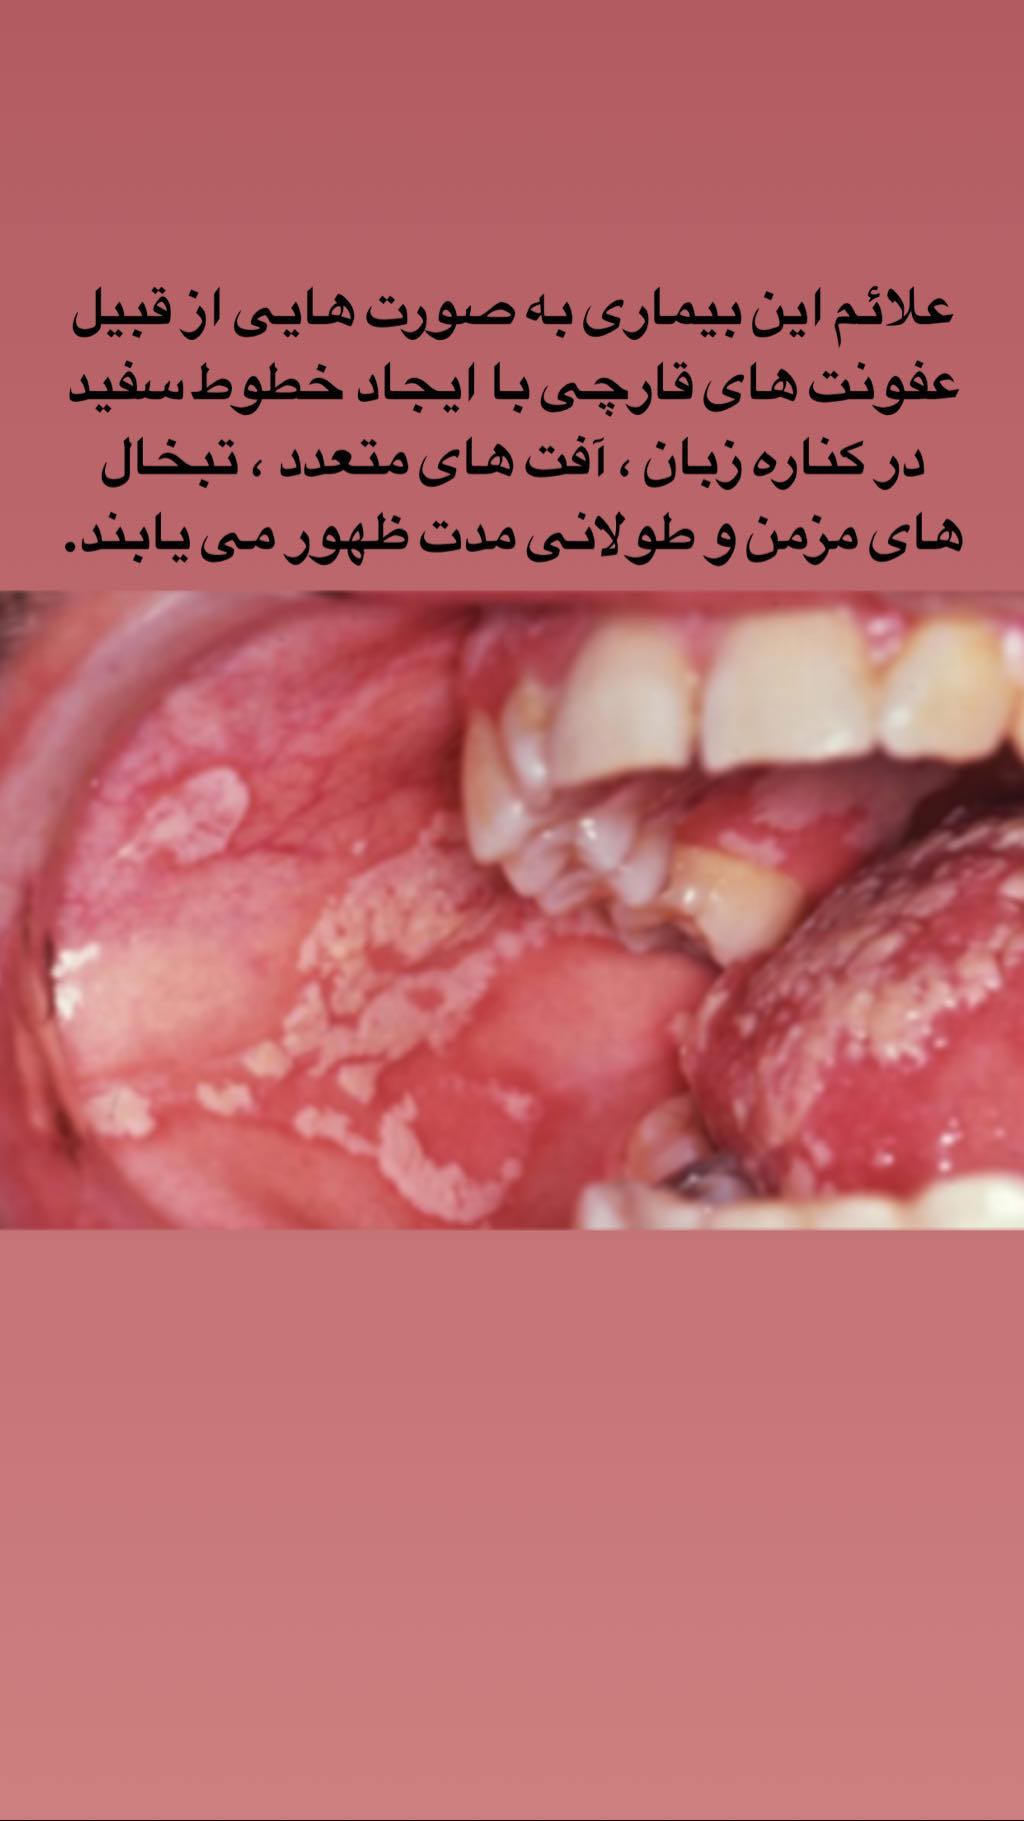 علائم این بیماری به صورت هایی از قبیل
عفونت های قارچی با ایجاد خطوط سفید
در کناره زبان ، آفت های متعدد ، تبخال
های مزمن و طولانی مدت ظهور می یابند.